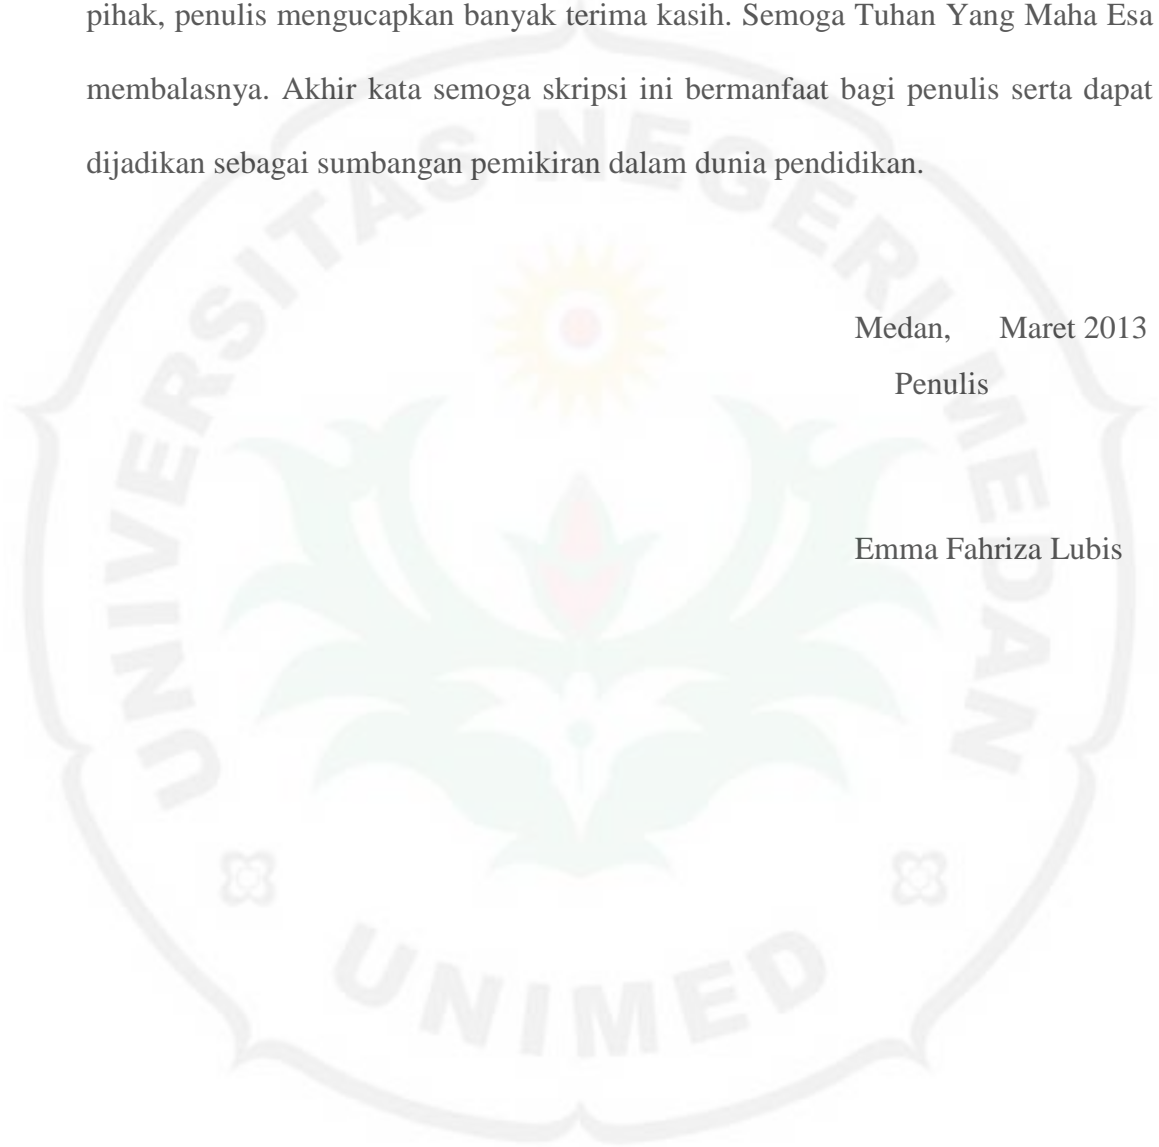 pihak, penulis mengucapkan banyak terima kasih. Semoga Tuhan Yang Maha Esa
membalasnya. Akhir kata semoga skripsi ini bermanfaat bagi penulis serta dapat
dijadikan sebagai sumbangan pemikiran dalam dunia pendidikan.
Medan, Maret 2013
Penulis
Emma Fahriza Lubis
UNIVERSITAS NEGERI MEDAN
UNIMED